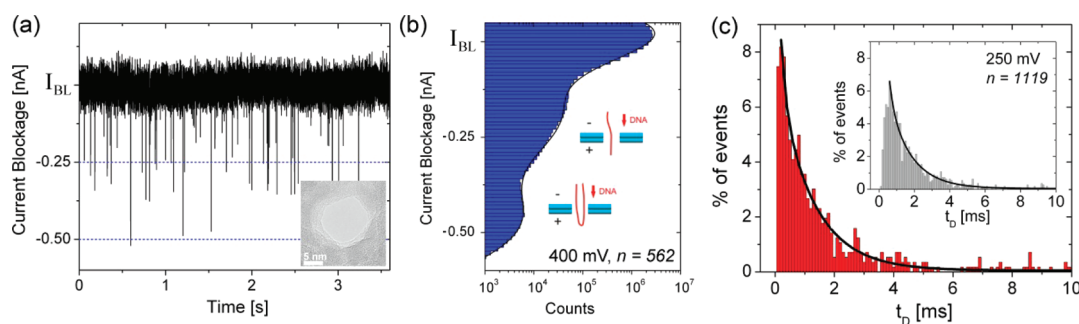 (a)
Current Blockage [nA]
I_BL
-0.25
-0.50
0
1
2
3
Time [s]
5 nm
(b)
Current Blockage [nA]
I_BL
-0.25
-0.50
-
+
DNA
-
+
DNA
400 mV, n = 562
10^3 10^4 10^5 10^6 10^7
Counts
(c)
% of events
8
6
4
2
0
0 2 4 6 8 10
t_D [ms]
250 mV
n = 1119
% of events
8
6
4
2
0
0 2 4 6 8 10
t_D [ms]